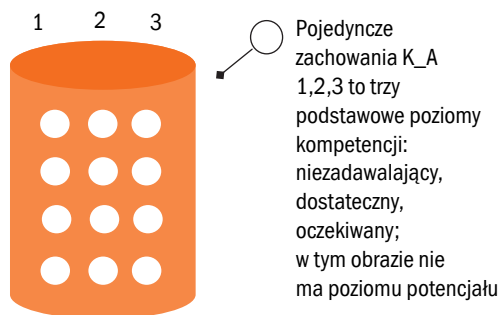 1 2 3
Pojedyncze
zachowania K_A
1,2,3 to trzy
podstawowe poziomy
kompetencji:
niezadawalający,
dostateczny,
oczekiwany;
w tym obrazie nie
ma poziomu potencjału